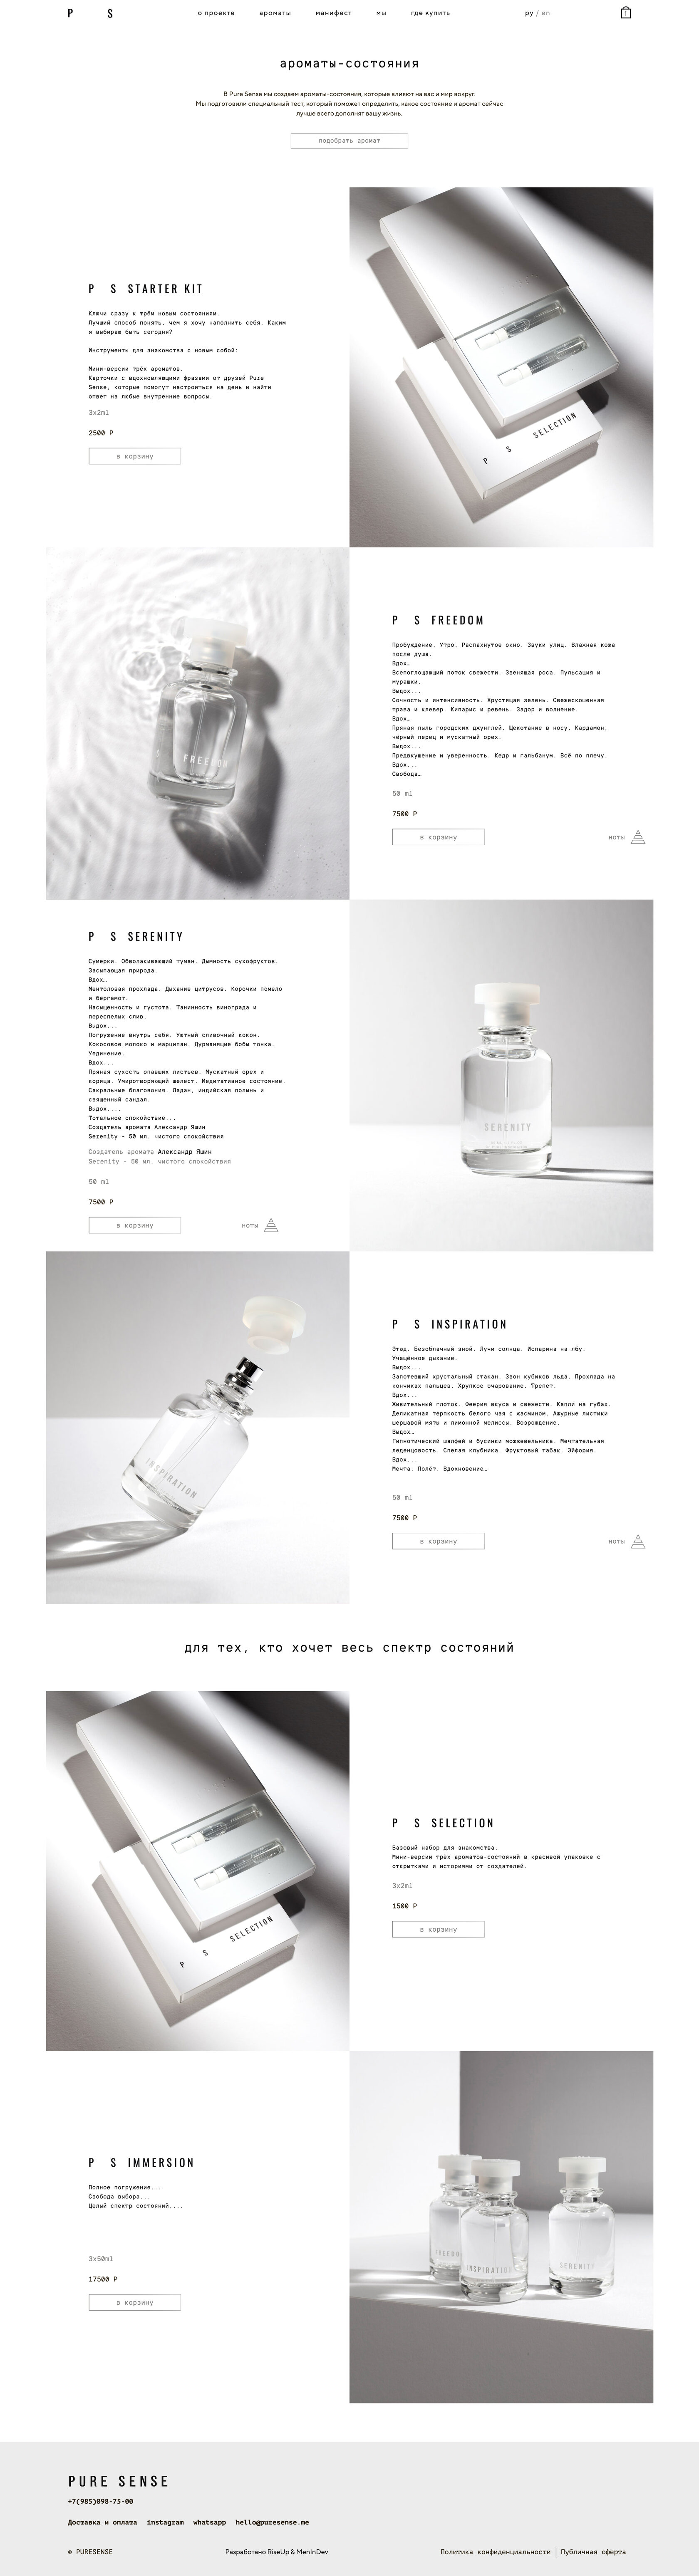 P S
о проекте ароматы манифест мы где купить ру / en 1
ароматы-состояния
В Pure Sense мы создаем ароматы-состояния, которые влияют на вас и мир вокруг.
Мы подготовили специальный тест, который поможет определить, какое состояние и аромат сейчас
лучше всего дополнят вашу жизнь.
подобрать аромат
P S STARTER KIT
Ключи сразу к трём новым состояниям.
Лучший способ понять, чем я хочу наполнить себя. Каким
я выбираю быть сегодня?
Инструменты для знакомства с новым собой:
Мини-версии трёх ароматов.
Карточки с вдохновляющими фразами от друзей Pure
Sense, которые помогут настроиться на день и найти
ответ на любые внутренние вопросы.
3x2ml
2500 Р
в корзину
P S SELECTION
FREEDOM
P S FREEDOM
Пробуждение. Утро. Распахнутое окно. Звуки улиц. Влажная кожа
после душа.
Вдох…
Всепоглощающий поток свежести. Звенящая роса. Пульсация и
мурашки.
Выдох...
Сочность и интенсивность. Хрустящая зелень. Свежескошенная
трава и клевер. Кипарис и ревень. Задор и волнение.
Вдох…
Пряная пыль городских джунглей. Щекотание в носу. Кардамон,
чёрный перец и мускатный орех.
Выдох...
Предвкушение и уверенность. Кедр и гальбанум. Всё по плечу.
Вдох...
Свобода…
50 ml
7500 Р
в корзину
ноты
P S SERENITY
Сумерки. Обволакивающий туман. Дымность сухофруктов.
Засыпающая природа.
Вдох…
Ментоловая прохлада. Дыхание цитрусов. Корочки помело
и бергамот.
Насыщенность и густота. Танинность винограда и
переспелых слив.
Выдох...
Погружение внутрь себя. Уютный сливочный кокон.
Кокосовое молоко и марципан. Дурманящие бобы тонка.
Уединение.
Вдох...
Пряная сухость опавших листьев. Мускатный орех и
корица. Умиротворяющий шелест. Медитативное состояние.
Сакральные благовония. Ладан, индийская полынь и
священный сандал.
Выдох....
Тотальное спокойствие...
Создатель аромата Александр Яшин
Serenity - 50 мл. чистого спокойствия
Создатель аромата Александр Яшин
Serenity - 50 мл. чистого спокойствия
50 ml
7500 Р
в корзину
ноты
SERENITY
INSPIRATION
P S INSPIRATION
Этюд. Безоблачный зной. Лучи солнца. Испарина на лбу.
Учащённое дыхание.
Выдох...
Запотевший хрустальный стакан. Звон кубиков льда. Прохлада на
кончиках пальцев. Хрупкое очарование. Трепет.
Вдох...
Живительный глоток. Феерия вкуса и свежести. Капли на губах.
Деликатная терпкость белого чая с жасмином. Ажурные листики
шершавой мяты и лимонной мелиссы. Возрождение.
Выдох…
Гипнотический шалфей и бусинки можжевельника. Мечтательная
леденцовость. Спелая клубника. Фруктовый табак. Эйфория.
Вдох...
Мечта. Полёт. Вдохновение…
50 ml
7500 Р
в корзину
ноты
для тех, кто хочет весь спектр состояний
P S SELECTION
P S SELECTION
Базовый набор для знакомства.
Мини-версии трёх ароматов-состояний в красивой упаковке с
открытками и историями от создателей.
3x2ml
1500 Р
в корзину
P S IMMERSION
Полное погружение...
Свобода выбора...
Целый спектр состояний....
3x50ml
17500 Р
в корзину
INSPIRATION
SERENITY
PURE SENSE
+7(985)098-75-00
Доставка и оплата instagram whatsapp hello@puresense.me
© PURESENSE Разработано RiseUp & MenInDev Политика конфиденциальности Публичная оферта